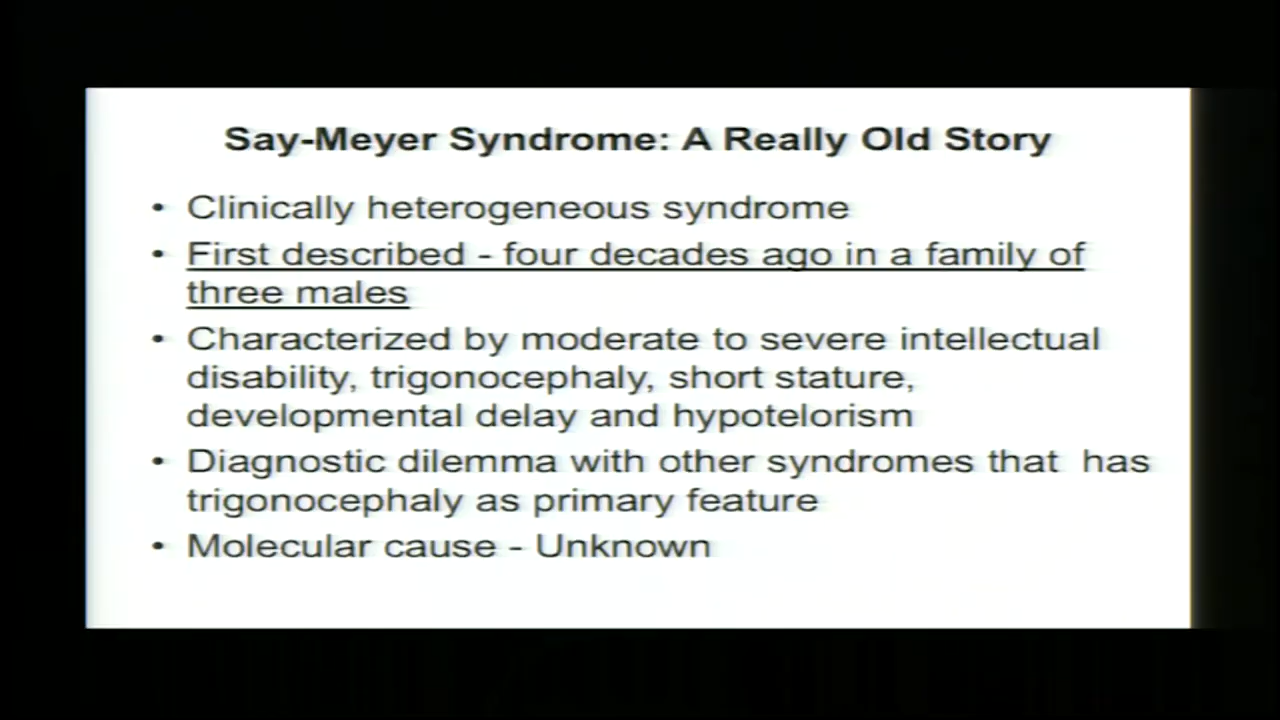 Say-Meyer Syndrome: A Really Old Story
• Clinically heterogeneous syndrome
• First described - four decades ago in a family of
three males
• Characterized by moderate to severe intellectual
disability, trigonocephaly, short stature,
developmental delay and hypotelorism
• Diagnostic dilemma with other syndromes that has
trigonocephaly as primary feature
• Molecular cause - Unknown